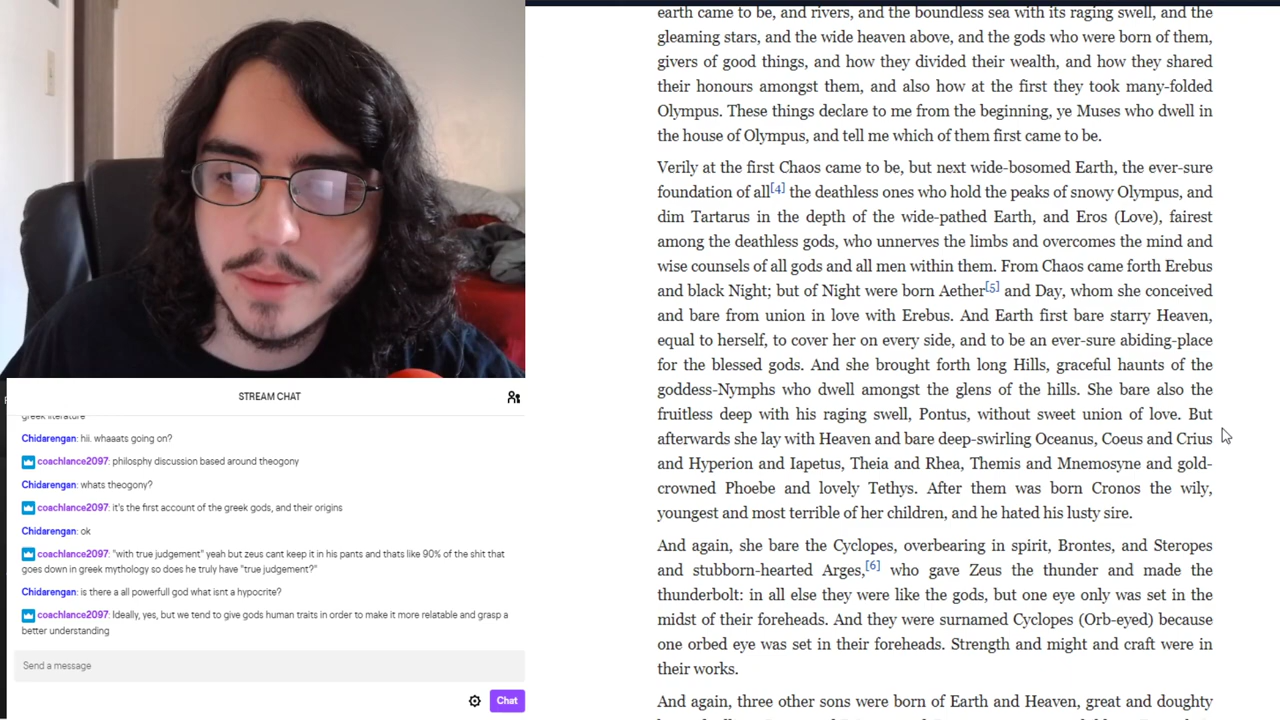 STREAM CHAT
greek literature
Chidarengan: hii. whaaats going on?
coachlance2097: philosphy discussion based around theogony
Chidarengan: whats theogony?
coachlance2097: it's the first account of the greek gods, and their origins
Chidarengan: ok
coachlance2097: "with true judgement" yeah but zeus cant keep it in his pants and thats like 90% of the shit that
goes down in greek mythology so does he truly have "true judgement?"
Chidarengan: is there a all powerfull god what isnt a hypocrite?
coachlance2097: Ideally, yes, but we tend to give gods human traits in order to make it more relatable and grasp a
better understanding
Send a message
Chat
earth came to be, and rivers, and the boundless sea with its raging swell, and the
gleaming stars, and the wide heaven above, and the gods who were born of them,
givers of good things, and how they divided their wealth, and how they shared
their honours amongst them, and also how at the first they took many-folded
Olympus. These things declare to me from the beginning, ye Muses who dwell in
the house of Olympus, and tell me which of them first came to be.
Verily at the first Chaos came to be, but next wide-bosomed Earth, the ever-sure
foundation of all[4] the deathless ones who hold the peaks of snowy Olympus, and
dim Tartarus in the depth of the wide-pathed Earth, and Eros (Love), fairest
among the deathless gods, who unnerves the limbs and overcomes the mind and
wise counsels of all gods and all men within them. From Chaos came forth Erebus
and black Night; but of Night were born Aether[5] and Day, whom she conceived
and bare from union in love with Erebus. And Earth first bare starry Heaven,
equal to herself, to cover her on every side, and to be an ever-sure abiding-place
for the blessed gods. And she brought forth long Hills, graceful haunts of the
goddess-Nymphs who dwell amongst the glens of the hills. She bare also the
fruitless deep with his raging swell, Pontus, without sweet union of love. But
afterwards she lay with Heaven and bare deep-swirling Oceanus, Coeus and Crius
and Hyperion and Iapetus, Theia and Rhea, Themis and Mnemosyne and gold-
crowned Phoebe and lovely Tethys. After them was born Cronos the wily,
youngest and most terrible of her children, and he hated his lusty sire.
And again, she bare the Cyclopes, overbearing in spirit, Brontes, and Steropes
and stubborn-hearted Arges,[6] who gave Zeus the thunder and made the
thunderbolt: in all else they were like the gods, but one eye only was set in the
midst of their foreheads. And they were surnamed Cyclopes (Orb-eyed) because
one orbed eye was set in their foreheads. Strength and might and craft were in
their works.
And again, three other sons were born of Earth and Heaven, great and doughty